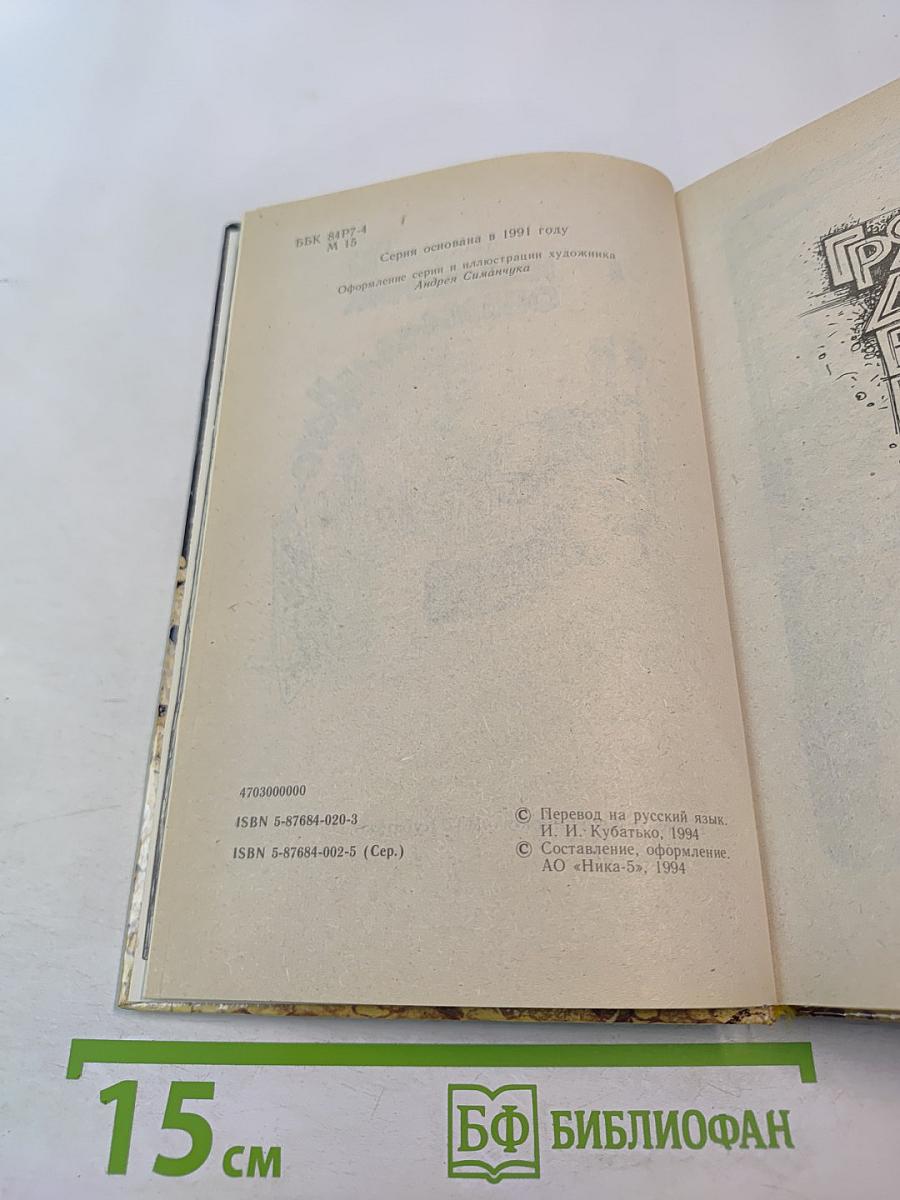 ББК 84Р7-4
М 15
Серия основана в 1991 году
Оформление серии и иллюстрации художника
Андрея Симанчука
4703000000
ISBN 5-87684-020-3
ISBN 5-87684-002-5 (Сер.)
© Перевод на русский язык.
И. И. Кубатько, 1994
© Составление, оформление.
АО «Ника-5», 1994
15 см
БФ БИБЛИОФАН